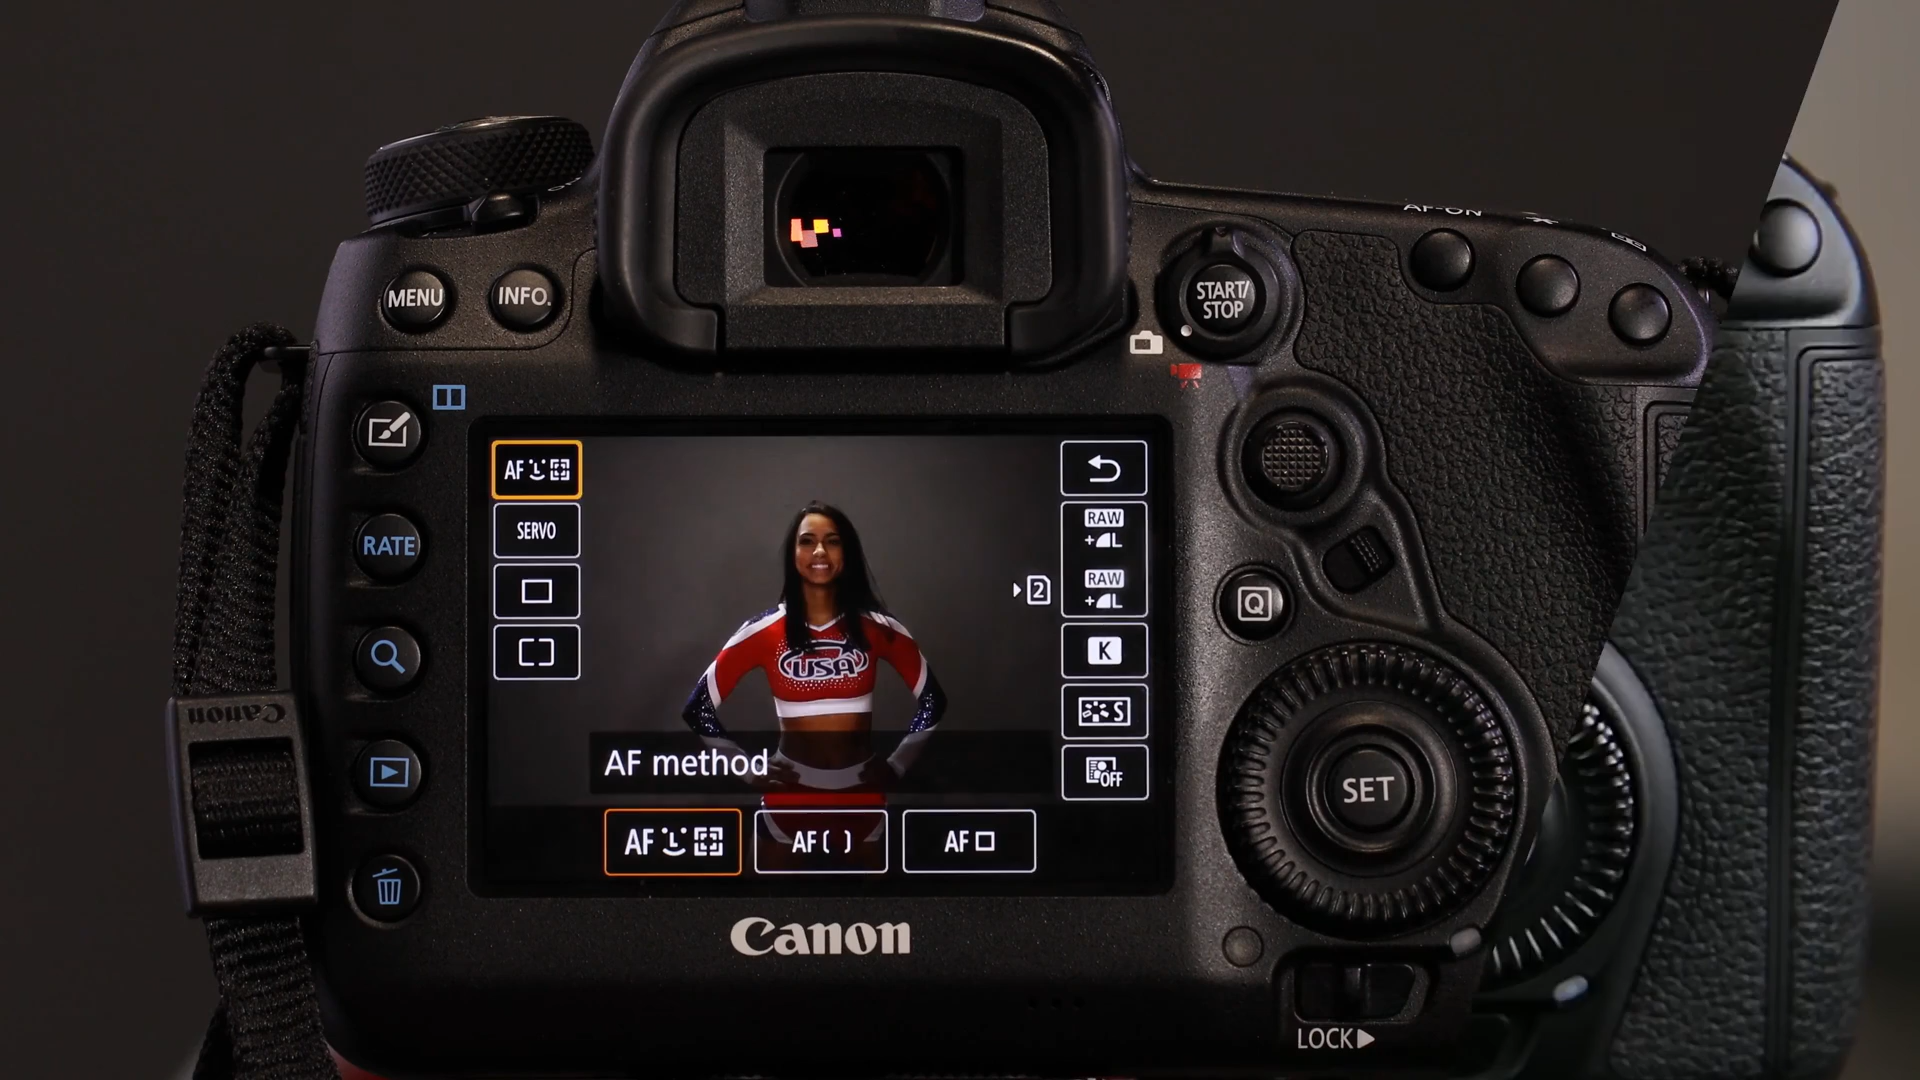 AF-ON
MENU
INFO.
START/
STOP
RATE
AF
SERVO
RAW
+L
2
RAW
+L
K
S
OFF
Q
USA
SET
Canon
AF method
AF
AF( )
AF
Canon
LOCK